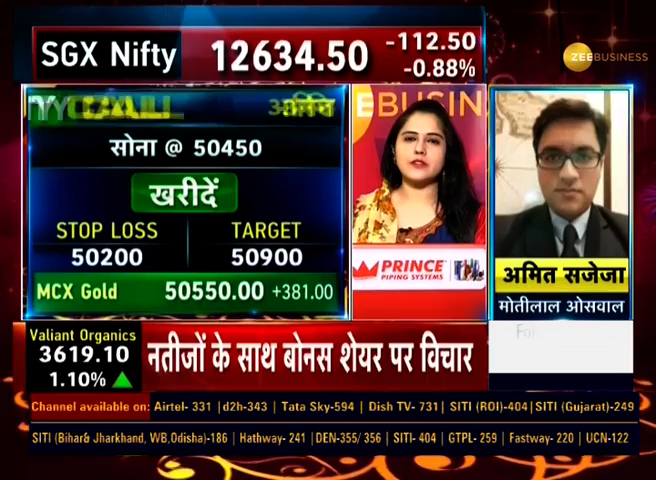 SGX Nifty 12634.50 -112.50
-0.88%
ZEEBUSINESS
CALL
सोना @ 50450
खरीदें
STOP LOSS TARGET
50200 50900
MCX Gold 50550.00 +381.00
EBUSIN
PRINCE
PIPING SYSTEMS
अमित सजेजा
मोतीलाल ओसवाल
Valiant Organics
3619.10
1.10%
नतीजों के साथ बोनस शेयर पर विचार
Channel available on: Airtel- 331 | d2h-343 | Tata Sky-594 | Dish TV- 731 | SITI (ROI)-404 | SITI (Gujarat)-249
SITI (Bihar& Jharkhand, WB,Odisha)-186 | Hathway- 241 | DEN-355/ 356 | SITI- 404 | GTPL- 259 | Fastway- 220 | UCN-122